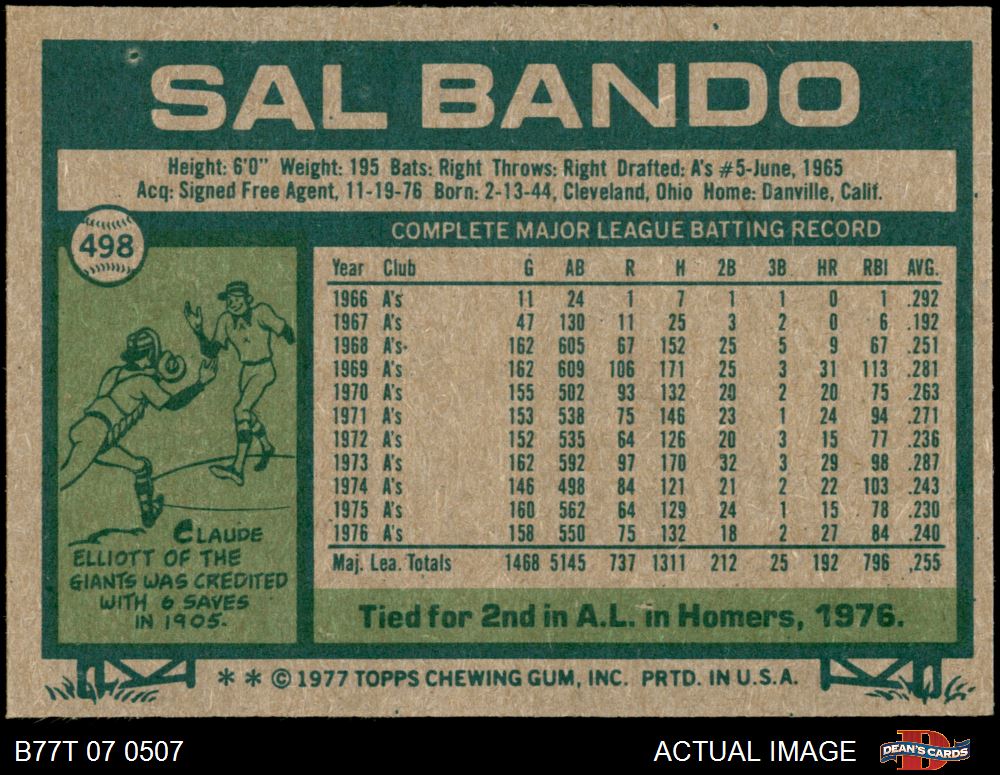 SAL BANDO
Height: 6'0" Weight: 195 Bats: Right Throws: Right Drafted: A's #5-June, 1965
Acq: Signed Free Agent, 11-19-76 Born: 2-13-44, Cleveland, Ohio Home: Danville, Calif.
498
COMPLETE MAJOR LEAGUE BATTING RECORD
Year Club G AB R H 2B 3B HR RBI AVG.
1966 A's 11 24 1 7 1 1 0 1 .292
1967 A's 47 130 11 25 3 2 0 6 .192
1968 A's 162 605 67 152 25 5 9 67 .251
1969 A's 162 609 106 171 25 3 31 113 .281
1970 A's 155 502 93 132 20 2 20 75 .263
1971 A's 153 538 75 146 23 1 24 94 .271
1972 A's 152 535 64 126 20 3 15 77 .236
1973 A's 162 592 97 170 32 3 29 98 .287
1974 A's 146 498 84 121 21 2 22 103 .243
1975 A's 160 562 64 129 24 1 15 78 .230
1976 A's 158 550 75 132 18 2 27 84 .240
Maj. Lea. Totals 1468 5145 737 1311 212 25 192 796 .255
Tied for 2nd in A.L. in Homers, 1976.
A
CLAUDE
ELLIOTT OF THE
GIANTS WAS CREDITED
WITH 6 SAVES
IN 1905.
* * © 1977 TOPPS CHEWING GUM, INC. PRTD. IN U.S.A.
B77T 07 0507
ACTUAL IMAGE
D
DEAN'S CARDS